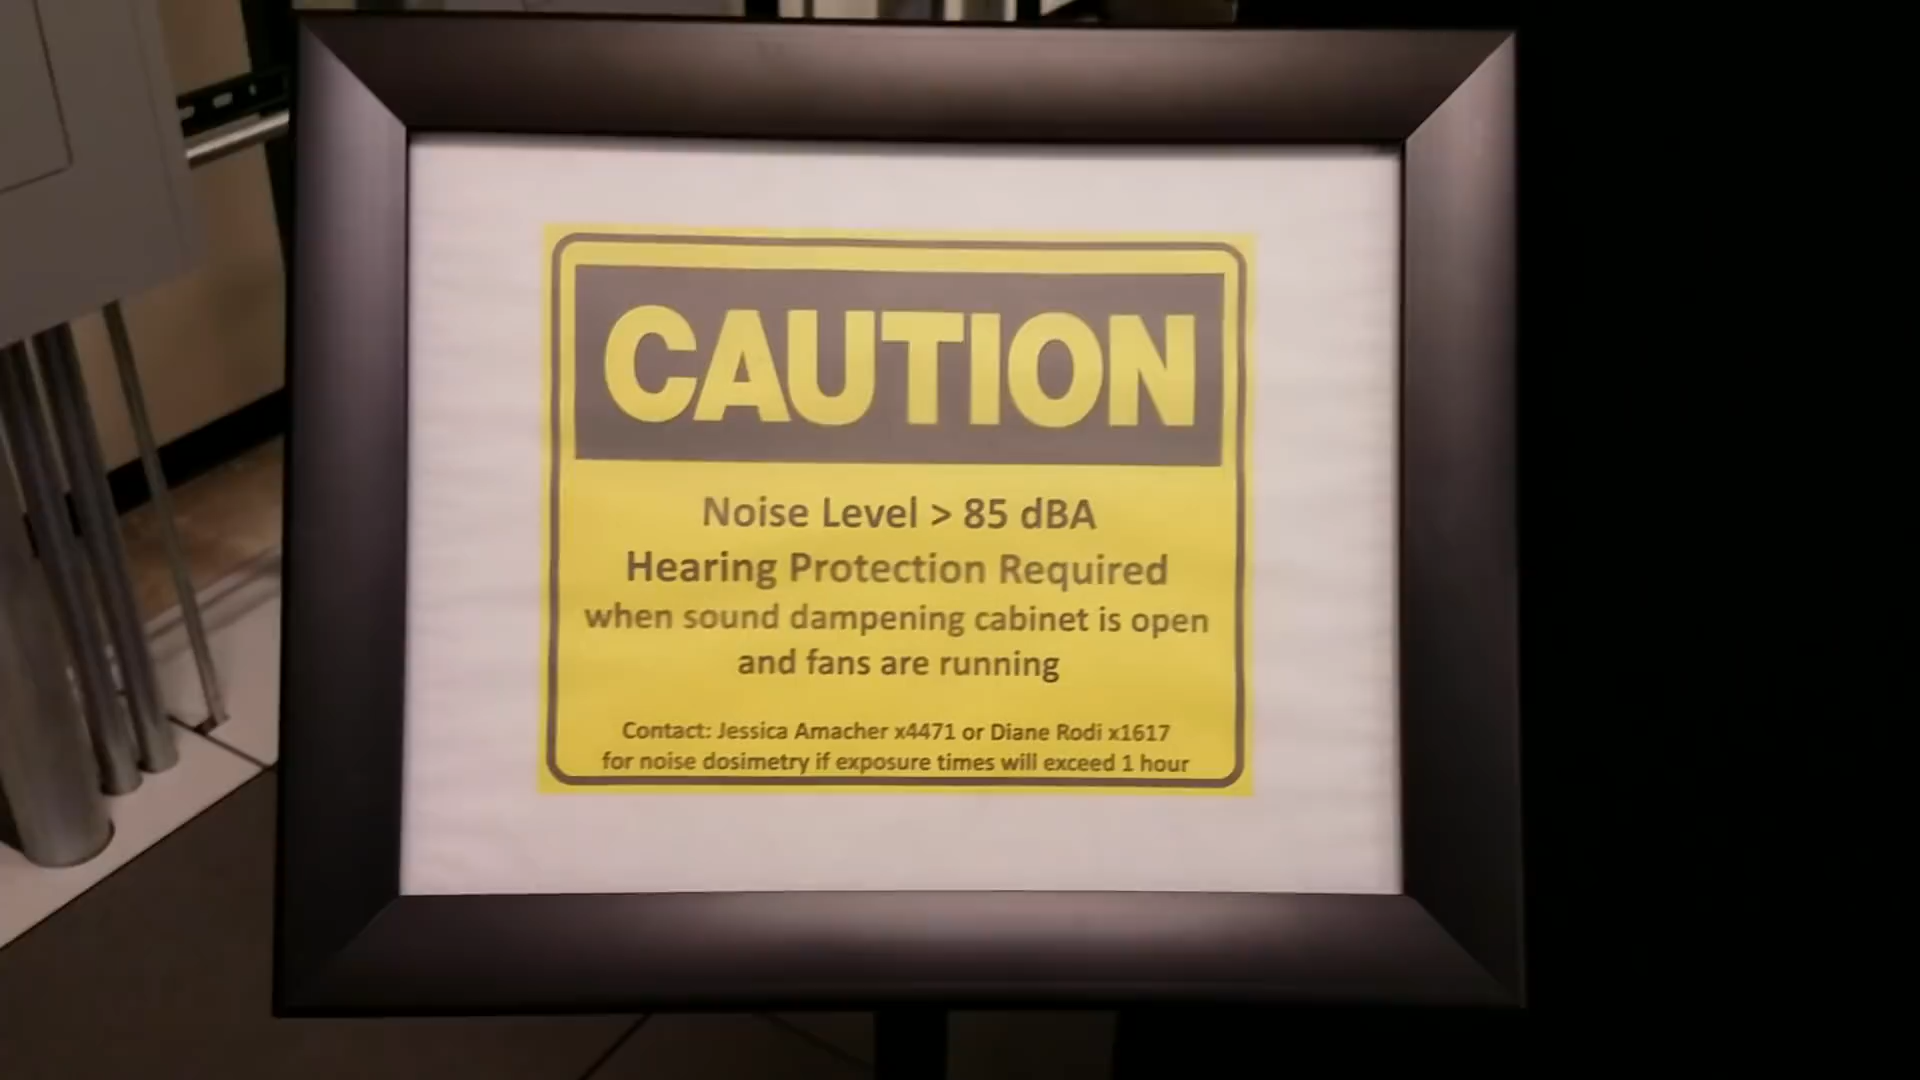 CAUTION
Noise Level > 85 dBA
Hearing Protection Required
when sound dampening cabinet is open
and fans are running
Contact: Jessica Amacher x4471 or Diane Rodi x1617
for noise dosimetry if exposure times will exceed 1 hour